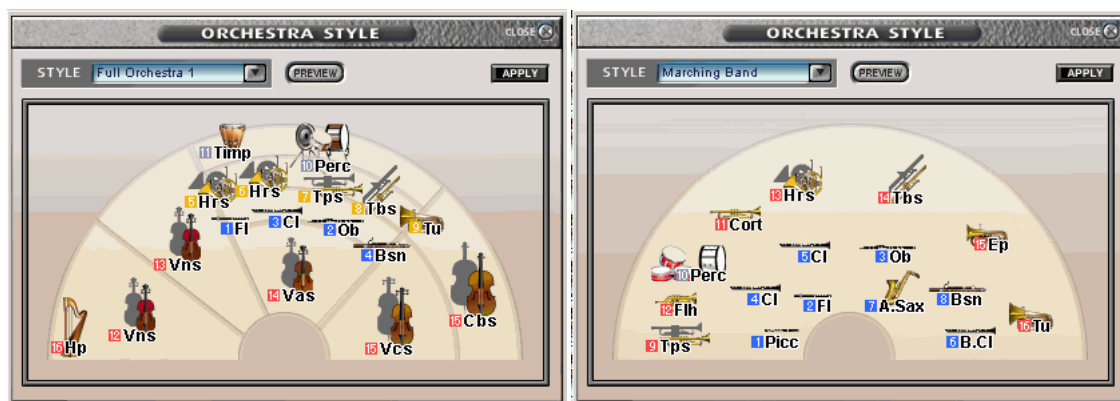 ORCHESTRA STYLE
CLOSE
STYLE Full Orchestra 1 PREVIEW APPLY
11 Timp
10 Perc
5 Hrs
6 Hrs
7 Tps
8 Tbs
9 Tu
1 Fl
3 Cl
2 Ob
4 Bsn
13 Vns
14 Vas
12 Vns
15 Cbs
15 Vcs
16 Hp
ORCHESTRA STYLE
CLOSE
STYLE Marching Band PREVIEW APPLY
13 Hrs
14 Tbs
11 Cort
15 Ep
5 Cl
3 Ob
10 Perc
12 Flh
4 Cl
2 Fl
7 A.Sax
8 Bsn
16 Tu
9 Tps
1 Picc
6 B.Cl